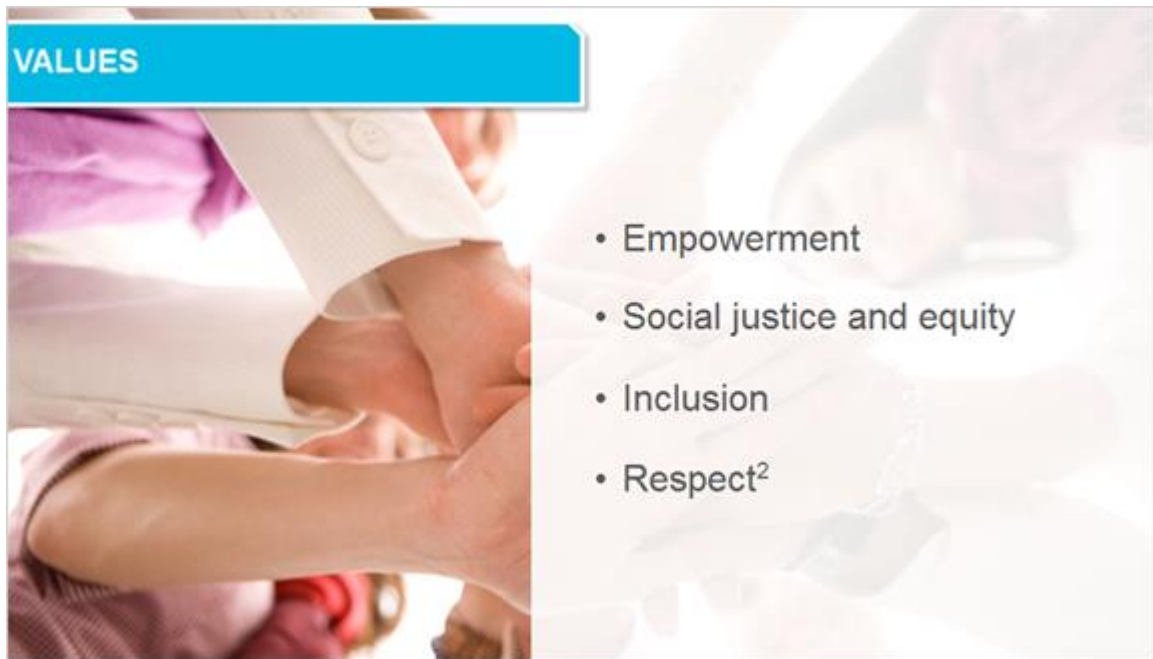 VALUES
• Empowerment
• Social justice and equity
• Inclusion
• Respect²